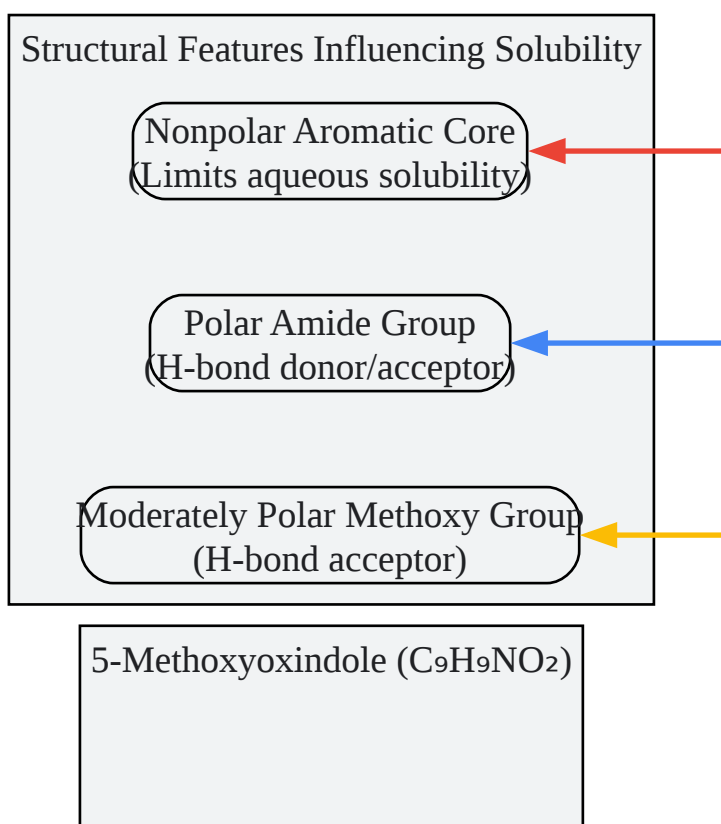 Structural Features Influencing Solubility
Nonpolar Aromatic Core
(Limits aqueous solubility)
Polar Amide Group
(H-bond donor/acceptor)
Moderately Polar Methoxy Group
(H-bond acceptor)
5-Methoxyoxindole (C₉H₉NO₂)